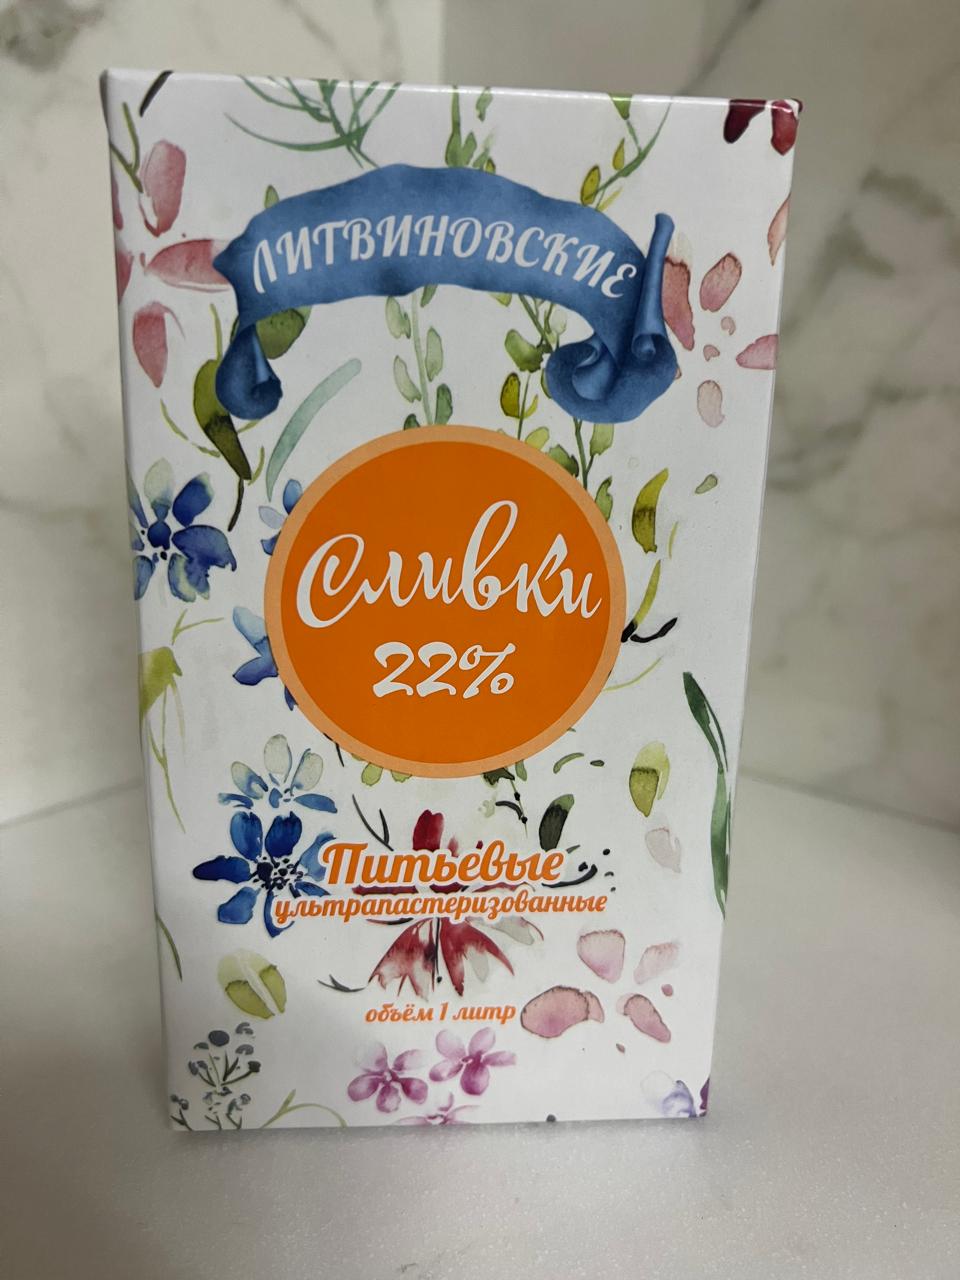 ЛИТВИНОВСКИЕ
Сливки
22%
Питьевые
ультрапастеризованные
объём 1 литр